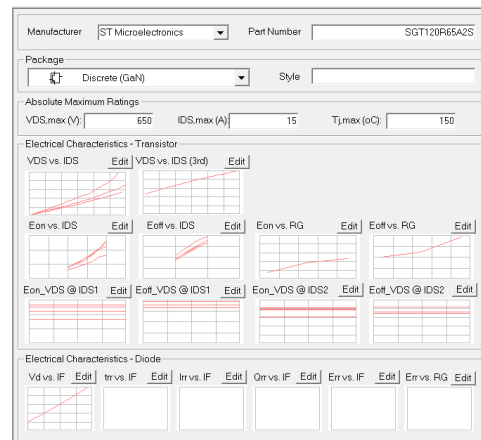 Manufacturer ST Microelectronics Part Number SGT120R65A2S
Package
Discrete (GaN) Style
Absolute Maximum Ratings
VDS,max (V): 650 IDS,max (A): 15 Tj,max (oC): 150
Electrical Characteristics - Transistor
VDS vs. IDS Edit VDS vs. IDS (3rd) Edit
Eon vs. IDS Edit Eoff vs. IDS Edit Eon vs. RG Edit Eoff vs. RG Edit
Eon_VDS @ IDS1 Edit Eoff_VDS @ IDS1 Edit Eon_VDS @ IDS2 Edit Eoff_VDS @ IDS2 Edit
Electrical Characteristics - Diode
Vd vs. IF Edit trr vs. IF Edit Irr vs. IF Edit Qrr vs. IF Edit Err vs. IF Edit Err vs. RG Edit